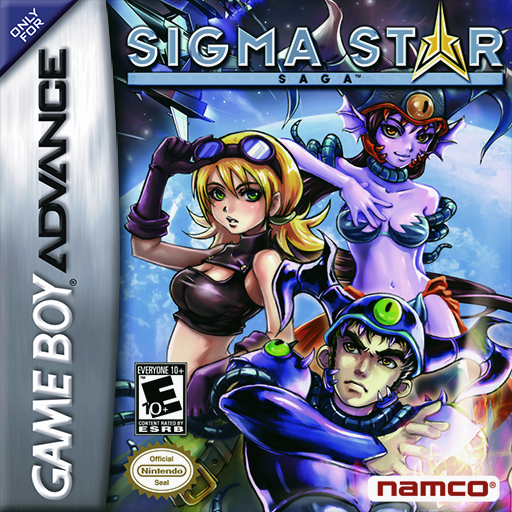 ONLY
FOR
GAME BOY ADVANCE
SIGMA STAR
SAGA™
EVERYONE 10+
E
10+
CONTENT RATED BY
ESRB
Official
Nintendo
Seal
namco®